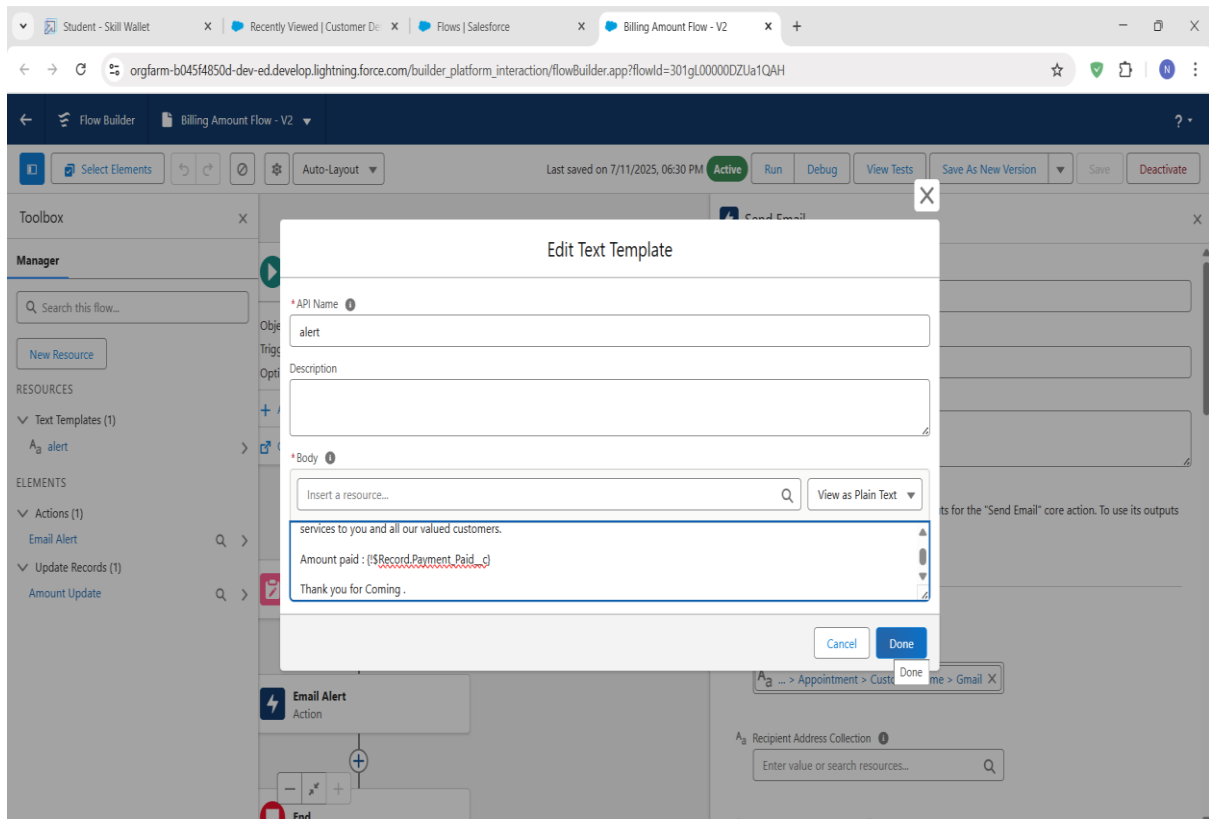 Student - Skill Wallet
Recently Viewed | Customer De
Flows | Salesforce
Billing Amount Flow - V2
orgfarm-b045f4850d-dev-ed.develop.lightning.force.com/builder_platform_interaction/flowBuilder.app?flowId=301gL00000DZUa1QAH
N
Flow Builder
Billing Amount Flow - V2
?
Select Elements
Auto-Layout
Last saved on 7/11/2025, 06:30 PM
Active
Run
Debug
View Tests
Save As New Version
Save
Deactivate
Toolbox
Send Email
Edit Text Template
Manager
* API Name
Search this flow...
alert
Obje
Trigg
New Resource
Description
Opti
RESOURCES
Text Templates (1)
alert
* Body
ELEMENTS
Insert a resource...
View as Plain Text
ts for the "Send Email" core action. To use its outputs
Actions (1)
services to you and all our valued customers.
Email Alert
Amount paid : {!$Record.Payment_Paid__c}
Update Records (1)
Amount Update
Thank you for Coming .
Cancel
Done
Done
... > Appointment > Custo me > Gmail
Email Alert
Action
Recipient Address Collection
Enter value or search resources...
End